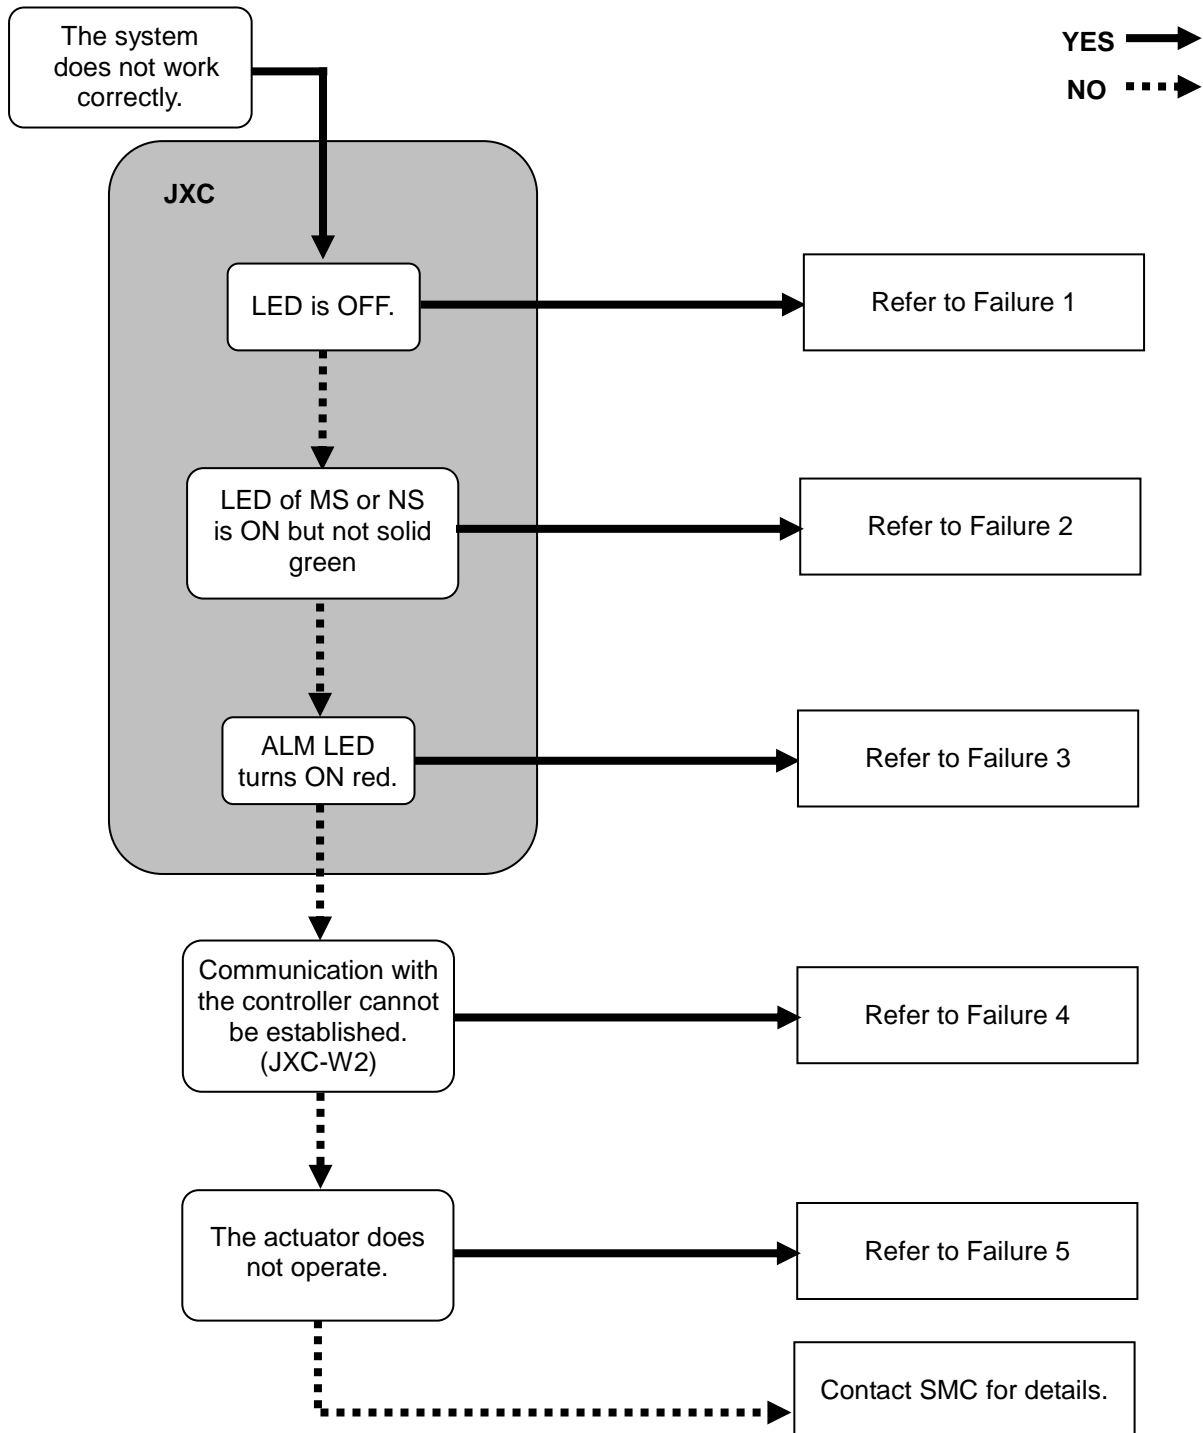 The system
does not work
correctly.
YES
NO
JXC
LED is OFF.
Refer to Failure 1
LED of MS or NS
is ON but not solid
green
Refer to Failure 2
ALM LED
turns ON red.
Refer to Failure 3
Communication with
the controller cannot
be established.
(JXC-W2)
Refer to Failure 4
The actuator does
not operate.
Refer to Failure 5
Contact SMC for details.